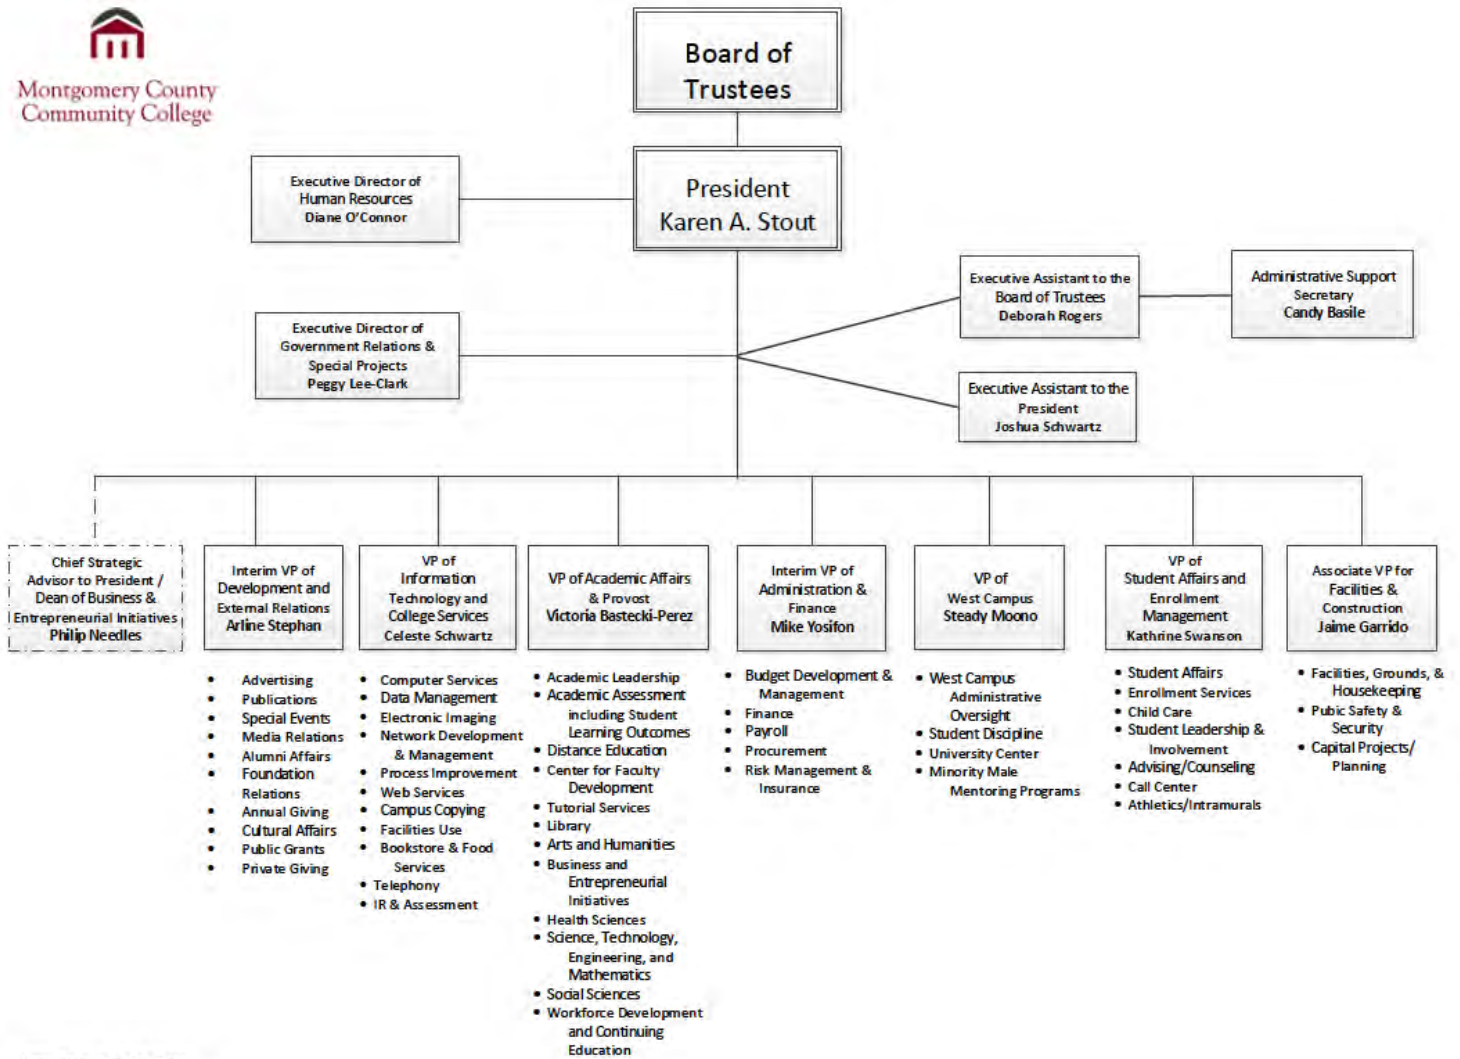 Montgomery County
Community College
Board of
Trustees
President
Karen A. Stout
Executive Director of
Human Resources
Diane O'Connor
Executive Director of
Government Relations &
Special Projects
Peggy Lee-Clark
Executive Assistant to the
Board of Trustees
Deborah Rogers
Administrative Support
Secretary
Candy Basile
Executive Assistant to the
President
Joshua Schwartz
Chief Strategic
Advisor to President /
Dean of Business &
Entrepreneurial Initiatives
Philip Needles
Interim VP of
Development and
External Relations
Arline Stephan
• Advertising
• Publications
• Special Events
• Media Relations
• Alumni Affairs
• Foundation
Relations
• Annual Giving
• Cultural Affairs
• Public Grants
• Private Giving
VP of
Information
Technology and
College Services
Celeste Schwartz
• Computer Services
• Data Management
• Electronic Imaging
• Network Development
& Management
• Process Improvement
• Web Services
• Campus Copying
• Facilities Use
• Bookstore & Food
Services
• Telephony
• IR & Assessment
VP of Academic Affairs
& Provost
Victoria Bastecki-Perez
• Academic Leadership
• Academic Assessment
including Student
Learning Outcomes
• Distance Education
• Center for Faculty
Development
• Tutorial Services
• Library
• Arts and Humanities
• Business and
Entrepreneurial
Initiatives
• Health Sciences
• Science, Technology,
Engineering, and
Mathematics
• Social Sciences
• Workforce Development
and Continuing
Education
Interim VP of
Administration &
Finance
Mike Yosifon
• Budget Development &
Management
• Finance
• Payroll
• Procurement
• Risk Management &
Insurance
VP of
West Campus
Steady Moono
• West Campus
Administrative
Oversight
• Student Discipline
• University Center
• Minority Male
Mentoring Programs
VP of
Student Affairs and
Enrollment
Management
Kathrine Swanson
• Student Affairs
• Enrollment Services
• Child Care
• Student Leadership &
Involvement
• Advising/Counseling
• Call Center
• Athletics/Intramurals
Associate VP for
Facilities &
Construction
Jaime Garrido
• Facilities, Grounds, &
Housekeeping
• Pubic Safety &
Security
• Capital Projects/
Planning